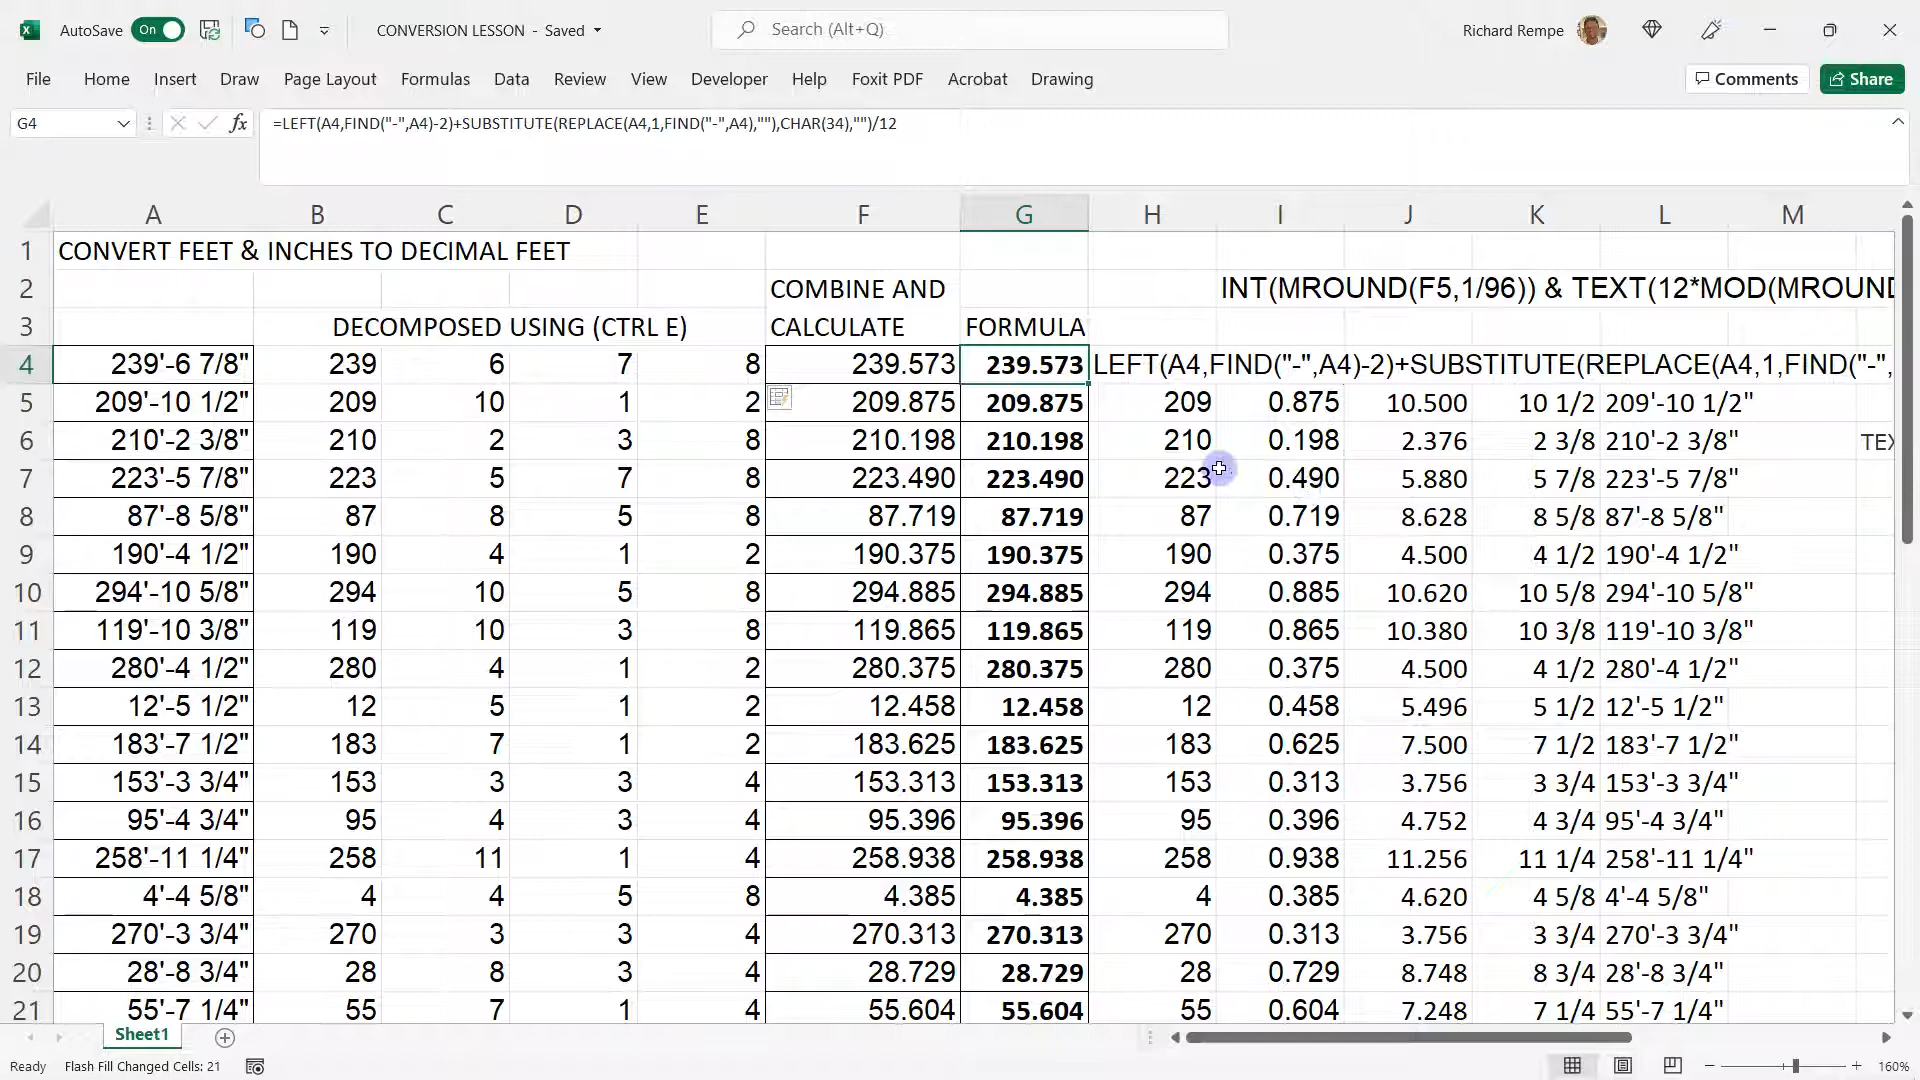 AutoSave On CONVERSION LESSON - Saved Search (Alt+Q) Richard Rempe
File Home Insert Draw Page Layout Formulas Data Review View Developer Help Foxit PDF Acrobat Drawing Comments Share
G4 fx =LEFT(A4,FIND("-",A4)-2)+SUBSTITUTE(REPLACE(A4,1,FIND("-",A4),""),CHAR(34),"")/12
A B C D E F G H I J K L M
1 CONVERT FEET & INCHES TO DECIMAL FEET
2 COMBINE AND INT(MROUND(F5,1/96)) & TEXT(12*MOD(MROUND
3 DECOMPOSED USING (CTRL E) CALCULATE FORMULA
4 239'-6 7/8" 239 6 7 8 239.573 239.573 LEFT(A4,FIND("-",A4)-2)+SUBSTITUTE(REPLACE(A4,1,FIND("-",
5 209'-10 1/2" 209 10 1 2 209.875 209.875 209 0.875 10.500 10 1/2 209'-10 1/2"
6 210'-2 3/8" 210 2 3 8 210.198 210.198 210 0.198 2.376 2 3/8 210'-2 3/8" TEX
7 223'-5 7/8" 223 5 7 8 223.490 223.490 223 0.490 5.880 5 7/8 223'-5 7/8"
8 87'-8 5/8" 87 8 5 8 87.719 87.719 87 0.719 8.628 8 5/8 87'-8 5/8"
9 190'-4 1/2" 190 4 1 2 190.375 190.375 190 0.375 4.500 4 1/2 190'-4 1/2"
10 294'-10 5/8" 294 10 5 8 294.885 294.885 294 0.885 10.620 10 5/8 294'-10 5/8"
11 119'-10 3/8" 119 10 3 8 119.865 119.865 119 0.865 10.380 10 3/8 119'-10 3/8"
12 280'-4 1/2" 280 4 1 2 280.375 280.375 280 0.375 4.500 4 1/2 280'-4 1/2"
13 12'-5 1/2" 12 5 1 2 12.458 12.458 12 0.458 5.496 5 1/2 12'-5 1/2"
14 183'-7 1/2" 183 7 1 2 183.625 183.625 183 0.625 7.500 7 1/2 183'-7 1/2"
15 153'-3 3/4" 153 3 3 4 153.313 153.313 153 0.313 3.756 3 3/4 153'-3 3/4"
16 95'-4 3/4" 95 4 3 4 95.396 95.396 95 0.396 4.752 4 3/4 95'-4 3/4"
17 258'-11 1/4" 258 11 1 4 258.938 258.938 258 0.938 11.256 11 1/4 258'-11 1/4"
18 4'-4 5/8" 4 4 5 8 4.385 4.385 4 0.385 4.620 4 5/8 4'-4 5/8"
19 270'-3 3/4" 270 3 3 4 270.313 270.313 270 0.313 3.756 3 3/4 270'-3 3/4"
20 28'-8 3/4" 28 8 3 4 28.729 28.729 28 0.729 8.748 8 3/4 28'-8 3/4"
21 55'-7 1/4" 55 7 1 4 55.604 55.604 55 0.604 7.248 7 1/4 55'-7 1/4"
Sheet1
Ready Flash Fill Changed Cells: 21 160%